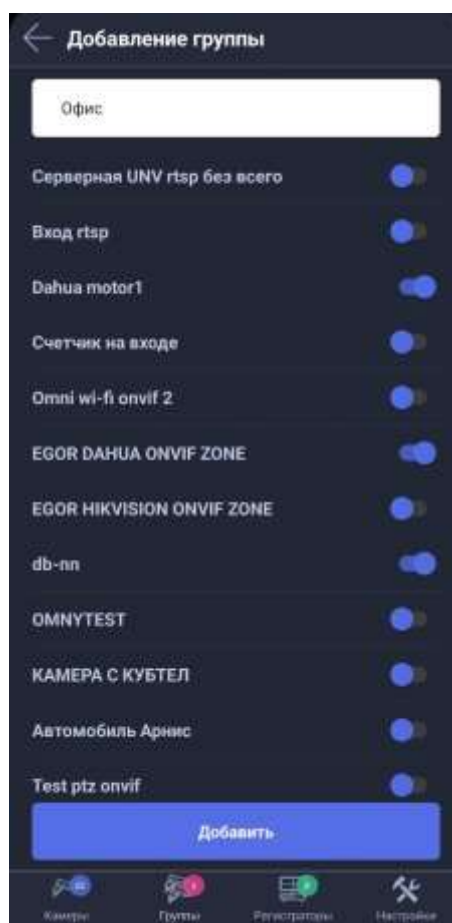 Добавление группы
Офис
Серверная UNV rtsp без всего
Вход rtsp
Dahua motor1
Счетчик на входе
Omni wi-fi onvif 2
EGOR DAHUA ONVIF ZONE
EGOR HIKVISION ONVIF ZONE
db-nn
OMNYTEST
КАМЕРА С КУБТЕЛ
Автомобиль Арнис
Test ptz onvif
Добавить
Камеры Группы Регистраторы Настройки